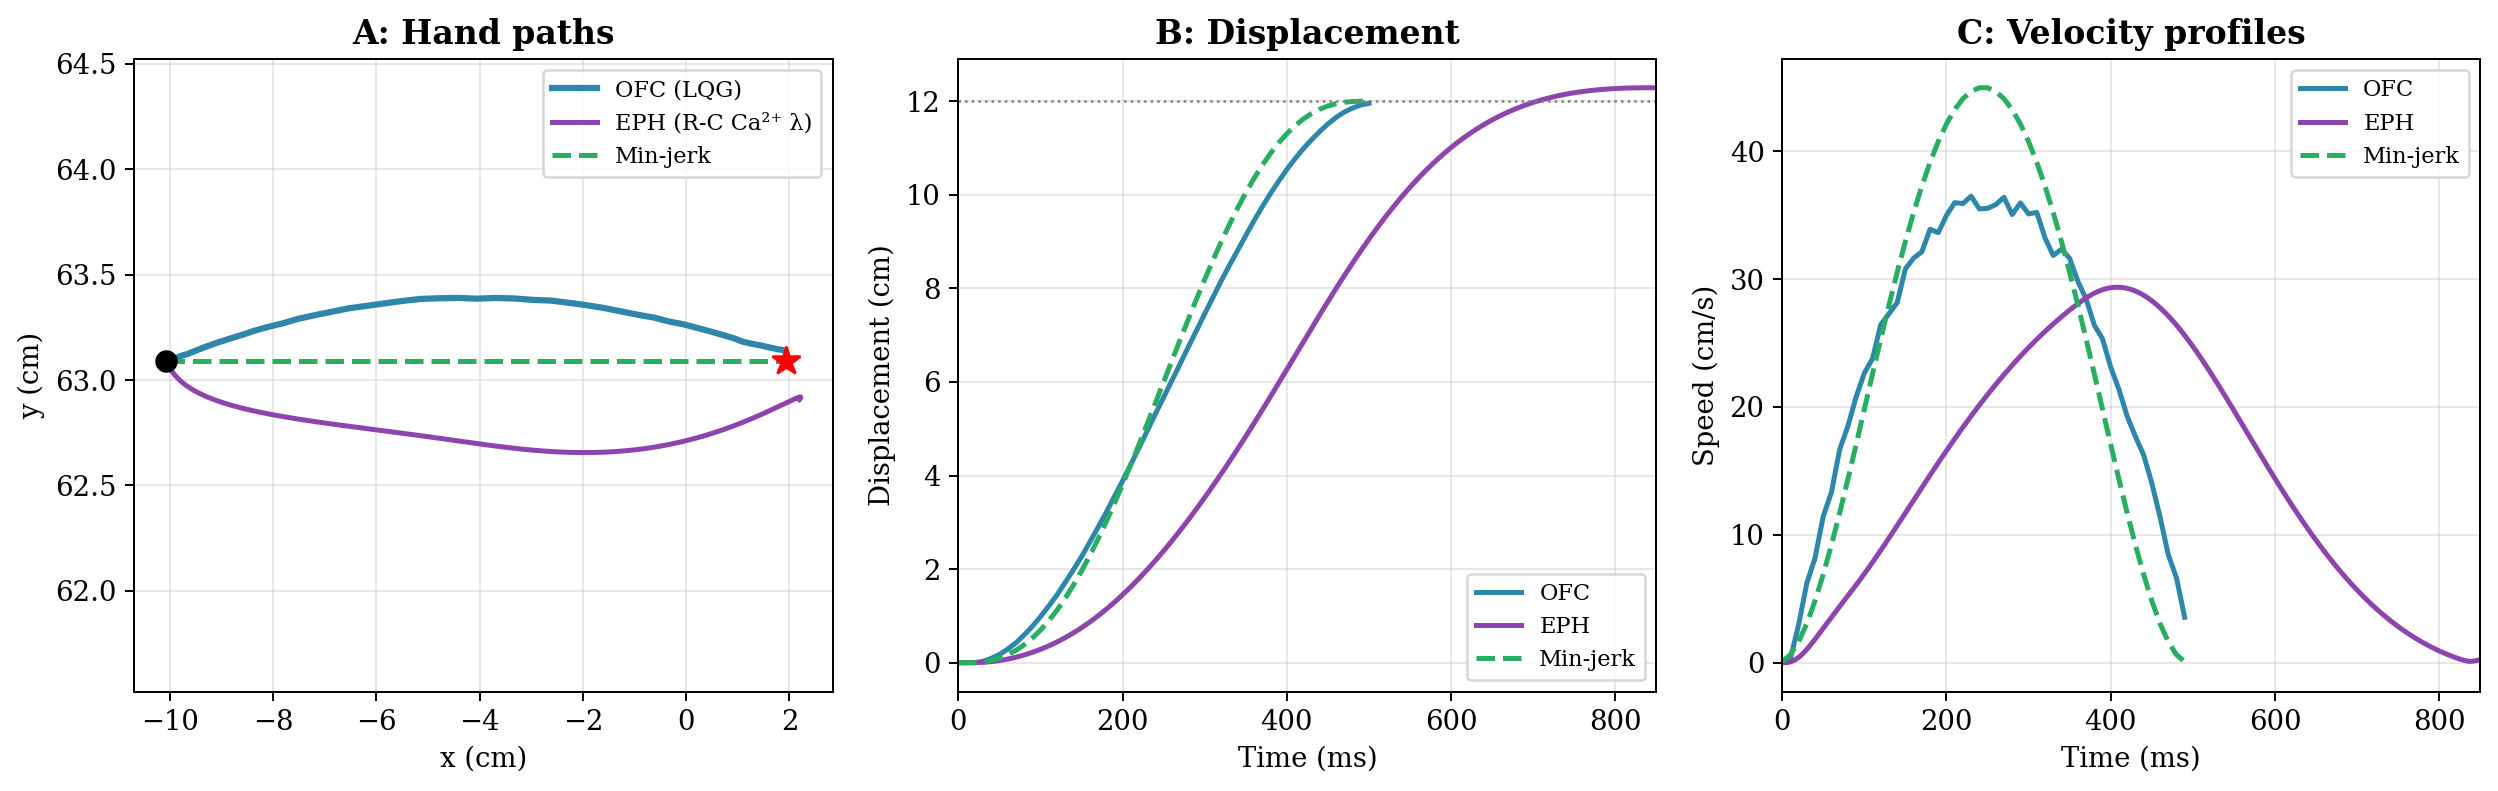 A: Hand paths
64.5
64.0
63.5
63.0
62.5
62.0
y (cm)
−10
−8
−6
−4
−2
0
2
x (cm)
OFC (LQG)
EPH (R-C Ca²⁺ λ)
Min-jerk
B: Displacement
12
10
8
6
4
2
0
Displacement (cm)
0
200
400
600
800
Time (ms)
OFC
EPH
Min-jerk
C: Velocity profiles
40
30
20
10
0
Speed (cm/s)
0
200
400
600
800
Time (ms)
OFC
EPH
Min-jerk